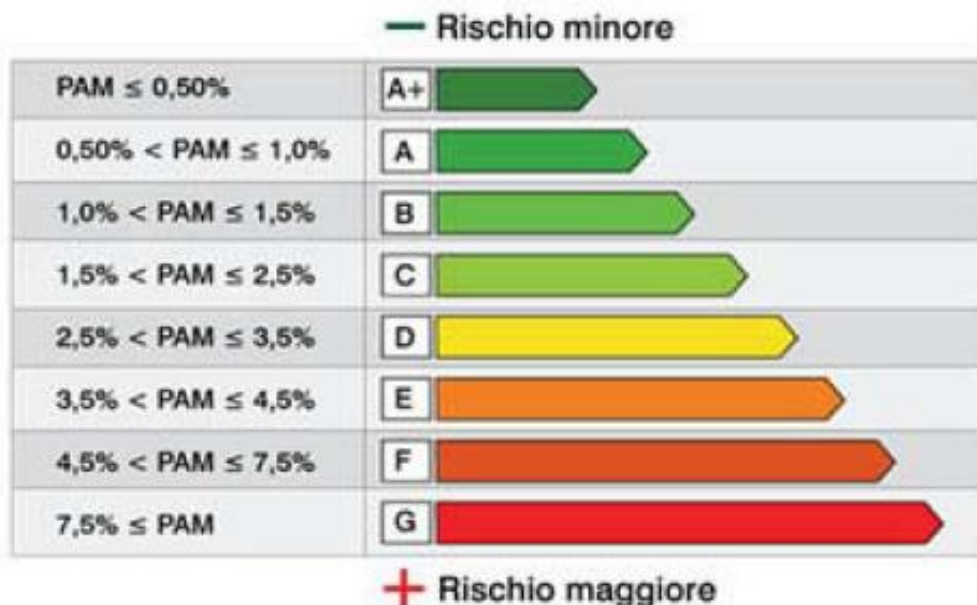 − Rischio minore
PAM ≤ 0,50% A+
0,50% < PAM ≤ 1,0% A
1,0% < PAM ≤ 1,5% B
1,5% < PAM ≤ 2,5% C
2,5% < PAM ≤ 3,5% D
3,5% < PAM ≤ 4,5% E
4,5% < PAM ≤ 7,5% F
7,5% ≤ PAM G
+ Rischio maggiore